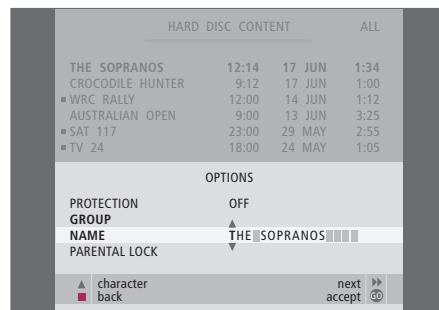 HARD DISC CONTENT ALL
THE SOPRANOS 12:14 17 JUN 1:34
CROCODILE HUNTER 9:12 17 JUN 1:00
WRC RALLY 12:00 14 JUN 1:12
AUSTRALIAN OPEN 9:00 13 JUN 3:25
SAT 117 23:00 29 MAY 2:55
TV 24 18:00 24 MAY 1:05
OPTIONS
PROTECTION OFF
GROUP
NAME THE SOPRANOS
PARENTAL LOCK
character next
back accept GO